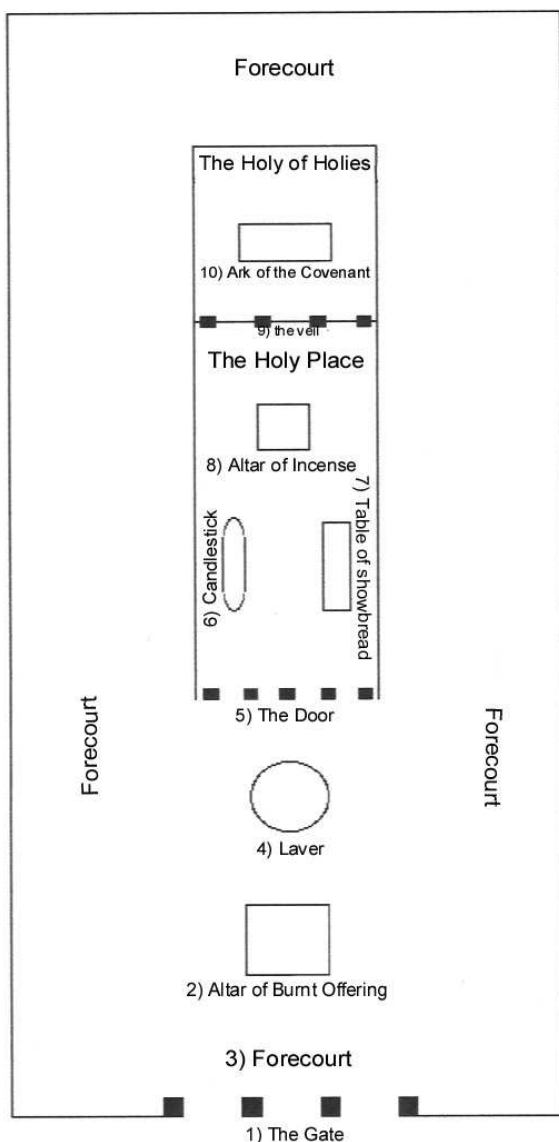 Forecourt
The Holy of Holies
10) Ark of the Covenant
9) the veil
The Holy Place
8) Altar of Incense
6) Candlestick
7) Table of showbread
5) The Door
Forecourt
Forecourt
4) Laver
2) Altar of Burnt Offering
3) Forecourt
1) The Gate